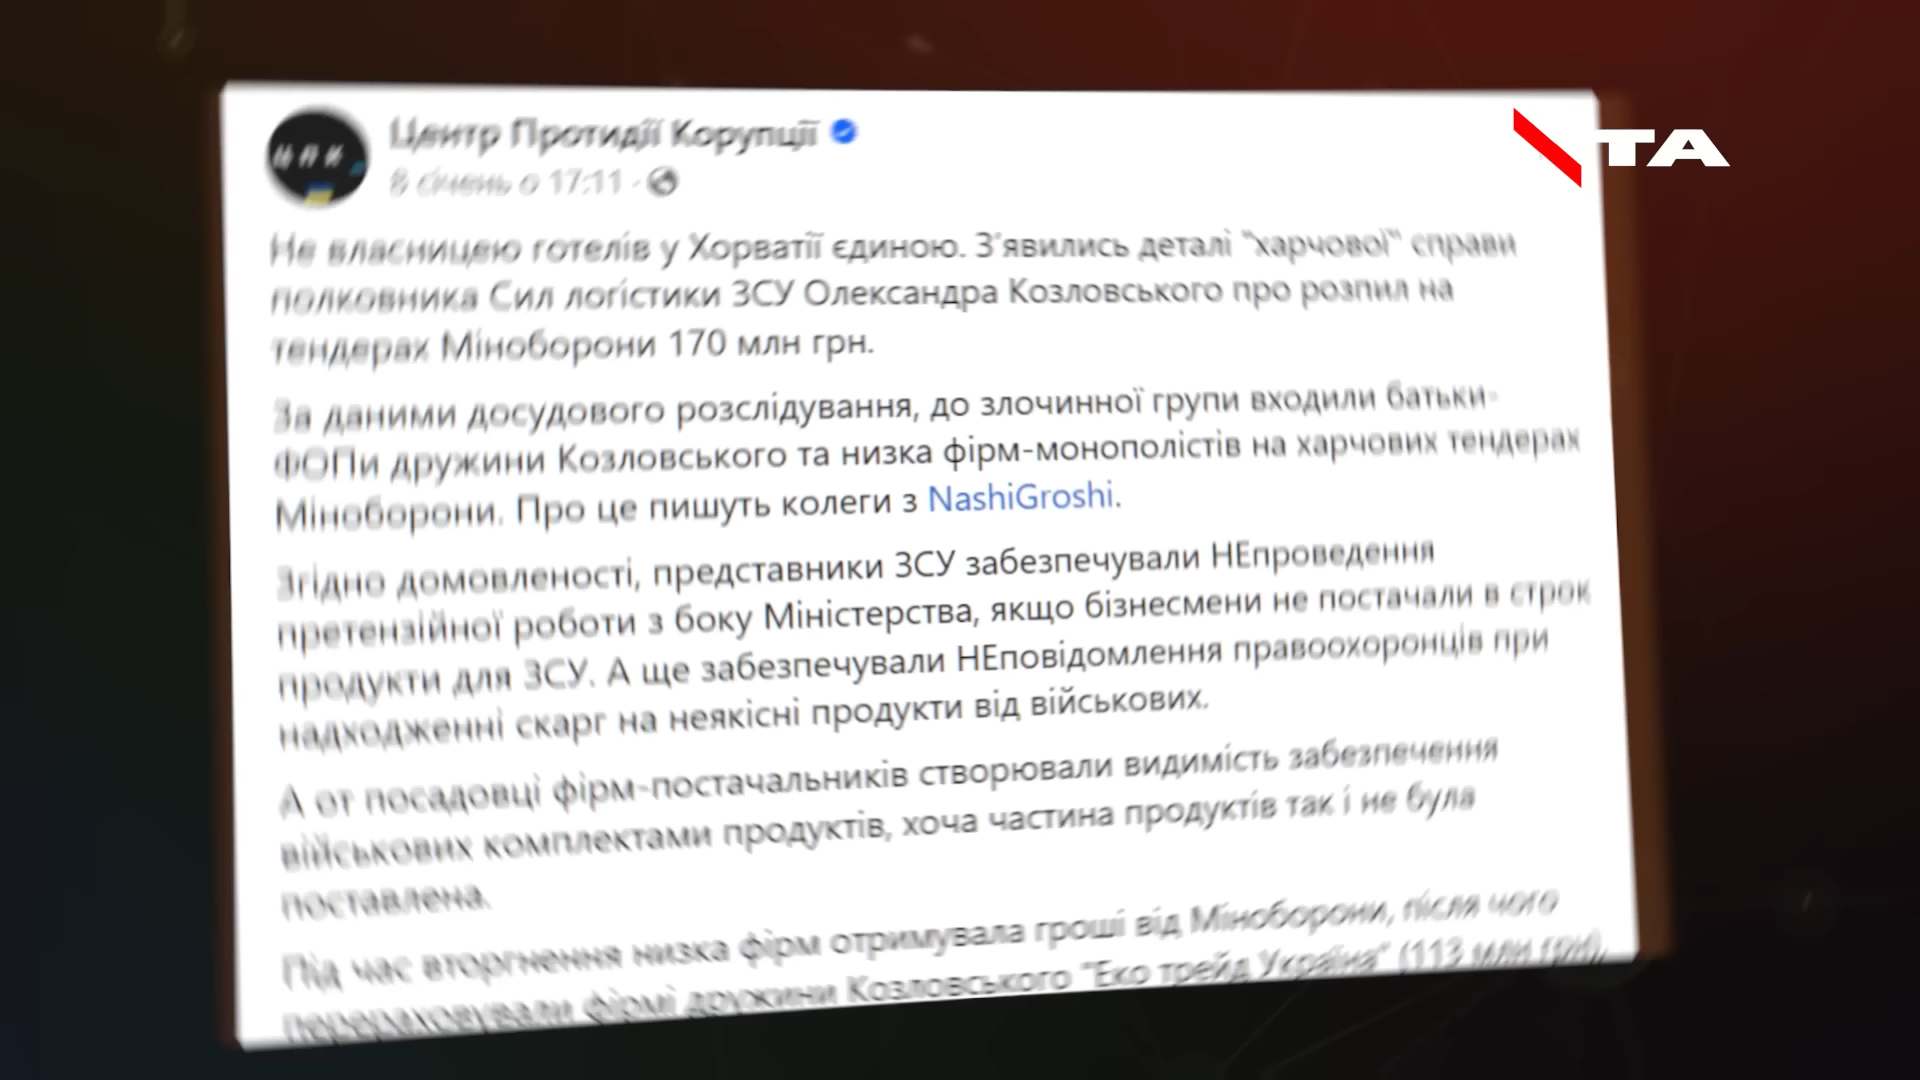 ЦПК
Центр Протидії Корупції
8 січень о 17:11
TA
Не власницею готелів у Хорватії єдиною. З'явились деталі "харчової" справи
полковника Сил логістики ЗСУ Олександра Козловського про розпил на
тендерах Міноборони 170 млн грн.
За даними досудового розслідування, до злочинної групи входили батьки-
ФОПи дружини Козловського та низка фірм-монополістів на харчових тендерах
Міноборони. Про це пишуть колеги з NashiGroshi.
Згідно домовленості, представники ЗСУ забезпечували НЕпроведення
претензійної роботи з боку Міністерства, якщо бізнесмени не постачали в строк
продукти для ЗСУ. А ще забезпечували НЕповідомлення правоохоронців при
надходженні скарг на неякісні продукти від військових.
А от посадовці фірм-постачальників створювали видимість забезпечення
військових комплектами продуктів, хоча частина продуктів так і не була
поставлена.
Під час вторгнення низка фірм отримувала гроші від Міноборони, після чого
перераховували фірмі дружини Козловського "Еко трейд Україна" (113 млн грн),